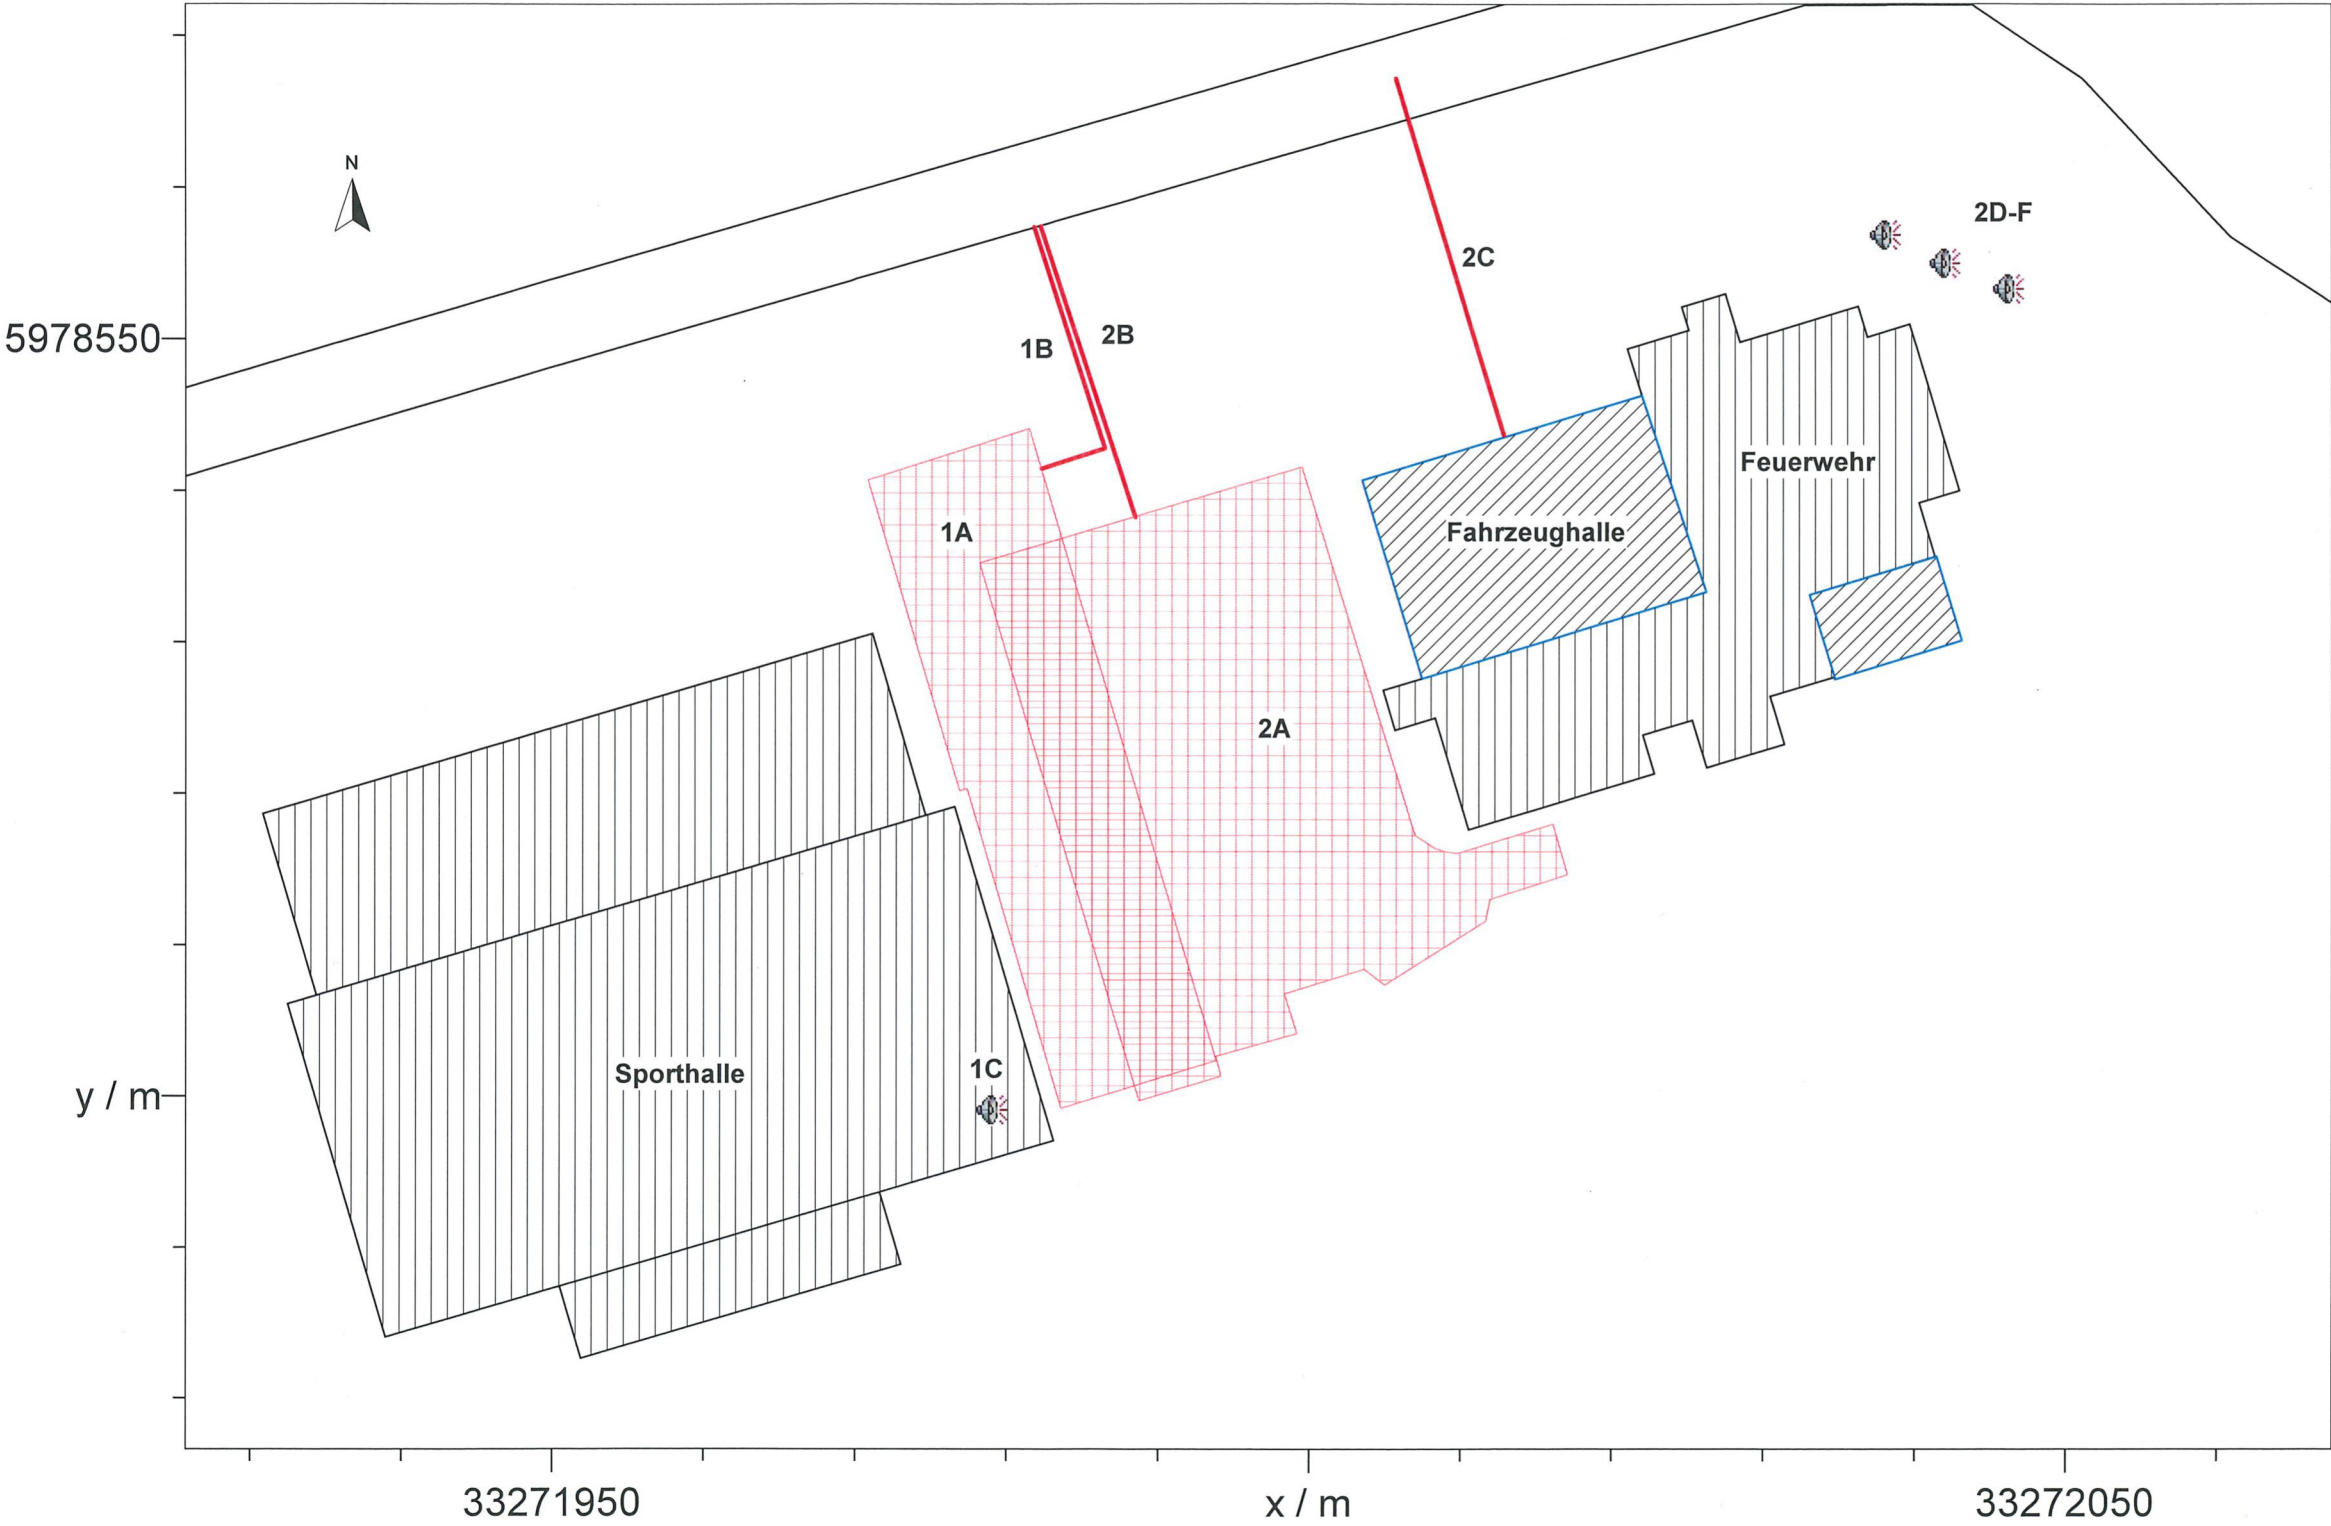 N
2D-F
2C
5978550
1B
2B
Feuerwehr
1A
Fahrzeughalle
2A
1C
Sporthalle
y / m
33271950
x / m
33272050